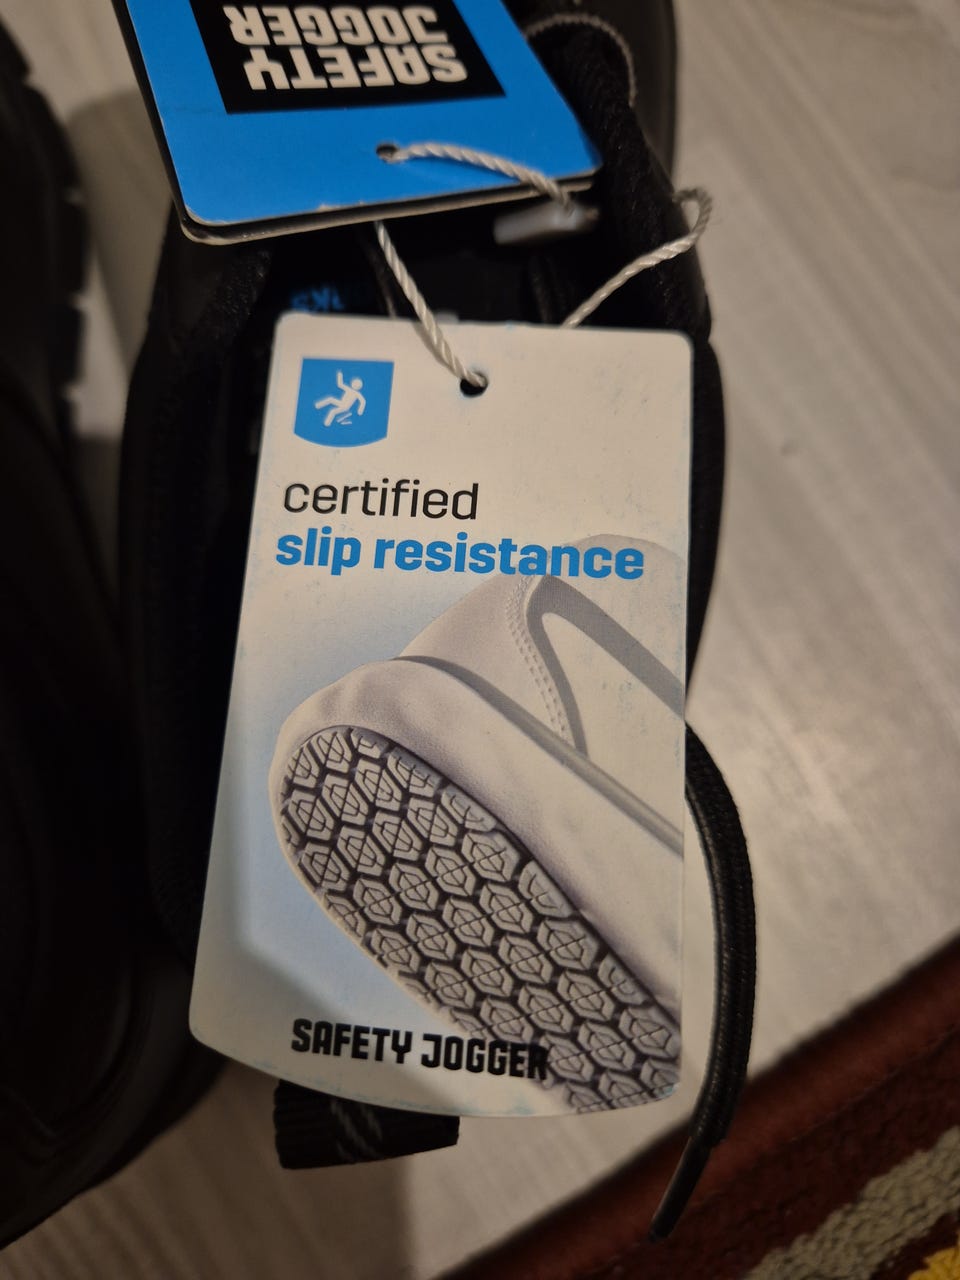 SAFETY
JOGGER
certified
slip resistance
SAFETY JOGGER